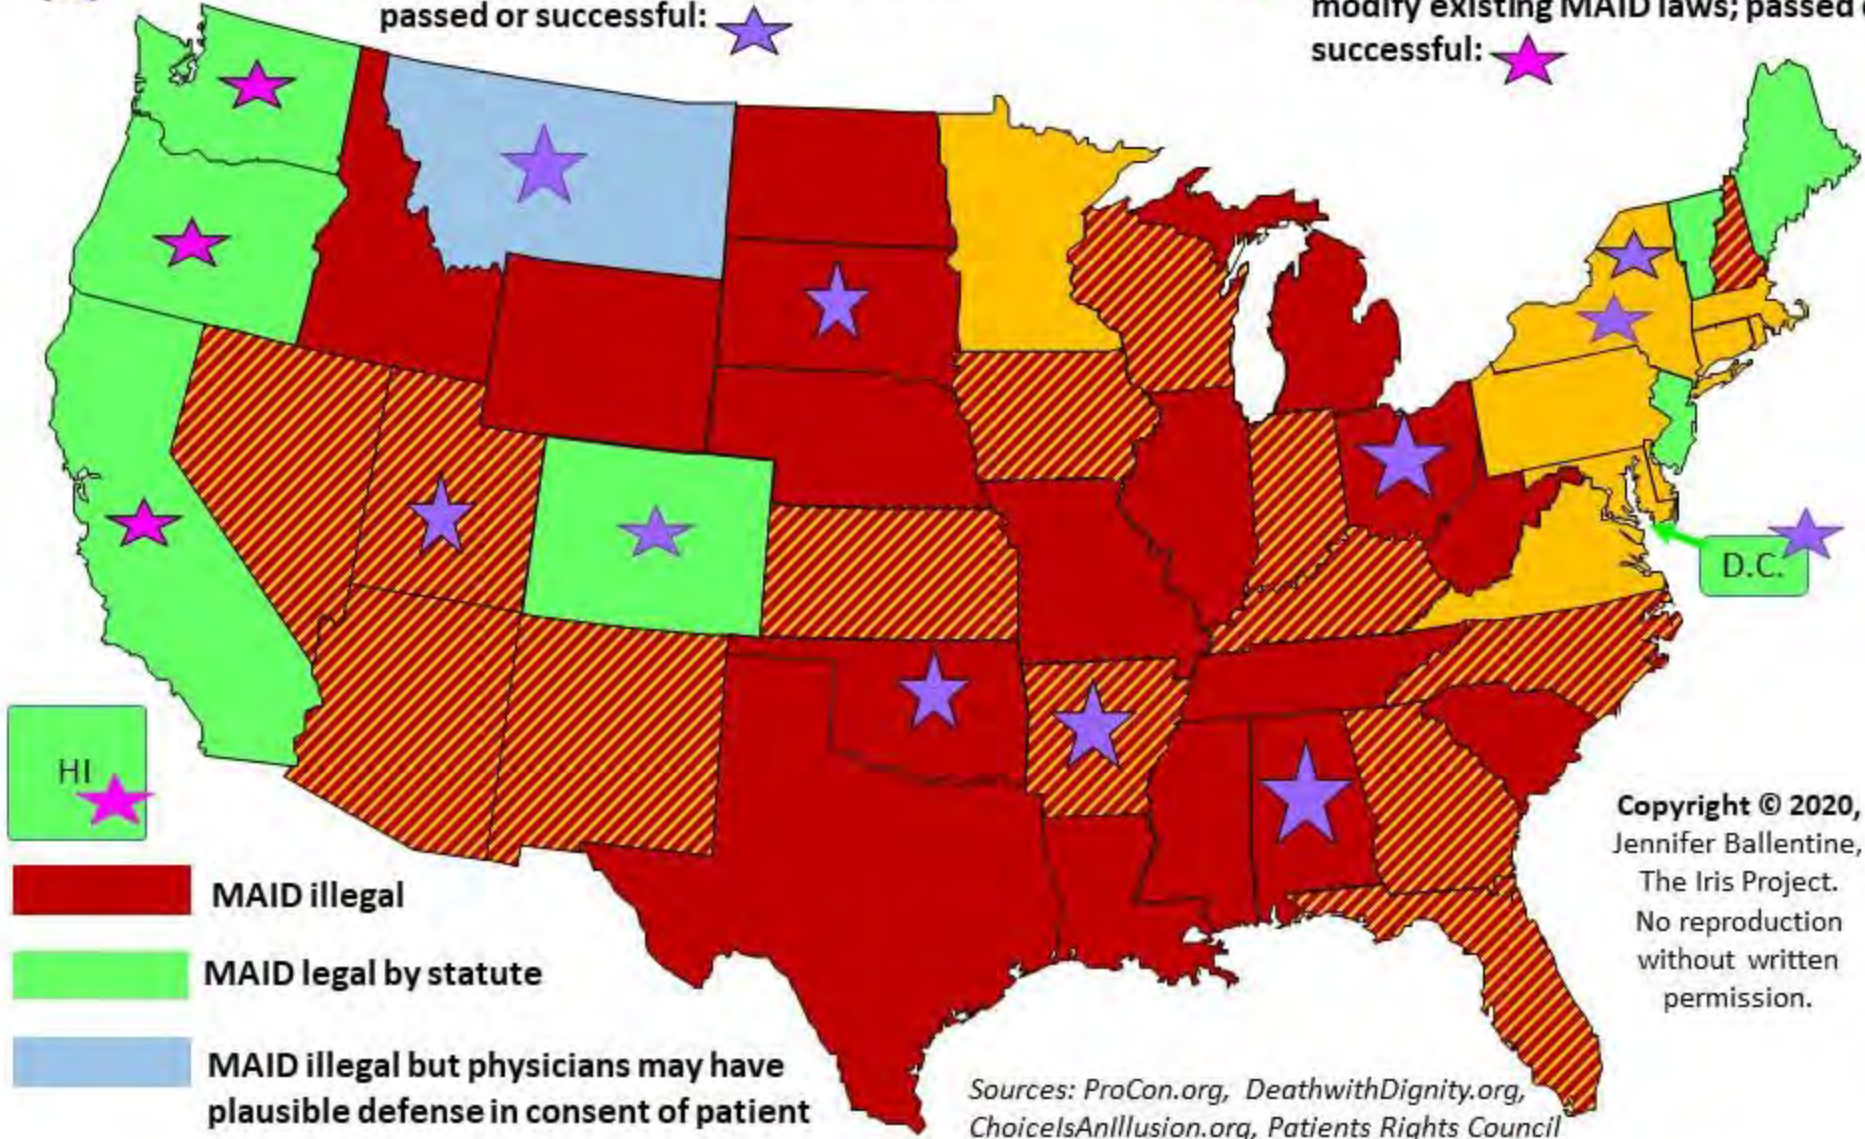 passed or successful:
modify existing MAID laws; passed
successful:
D.C.
HI
Copyright © 2020,
Jennifer Ballentine,
The Iris Project.
No reproduction
without written
permission.
MAID illegal
MAID legal by statute
MAID illegal but physicians may have
plausible defense in consent of patient
Sources: ProCon.org, DeathwithDignity.org,
ChoiceIsAnIllusion.org, Patients Rights Council